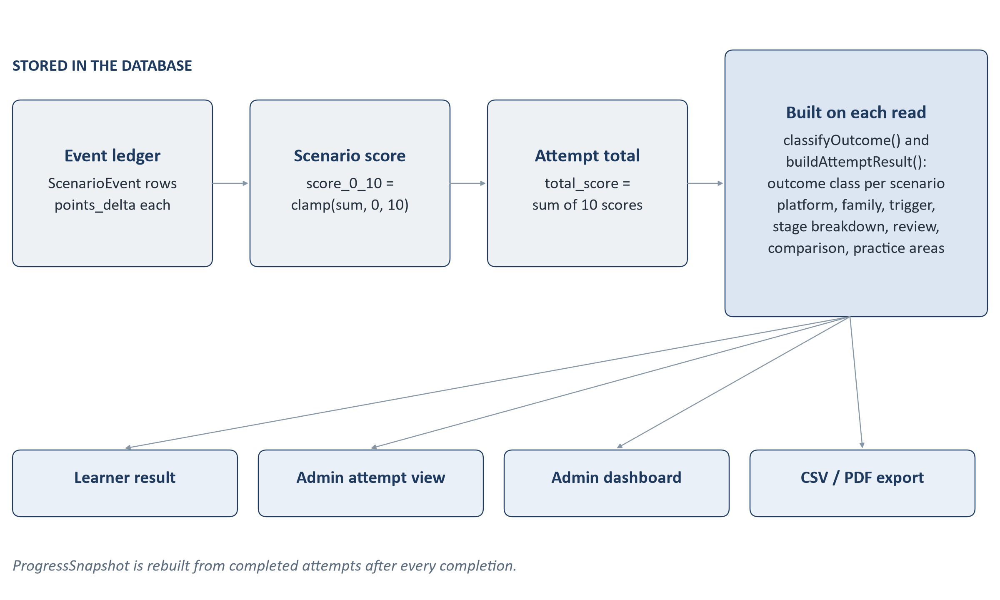 STORED IN THE DATABASE
Event ledger
ScenarioEvent rows
points_delta each
Scenario score
score_0_10 =
clamp(sum, 0, 10)
Attempt total
total_score =
sum of 10 scores
Built on each read
classifyOutcome() and
buildAttemptResult():
outcome class per scenario
platform, family, trigger,
stage breakdown, review,
comparison, practice areas
Learner result
Admin attempt view
Admin dashboard
CSV / PDF export
ProgressSnapshot is rebuilt from completed attempts after every completion.